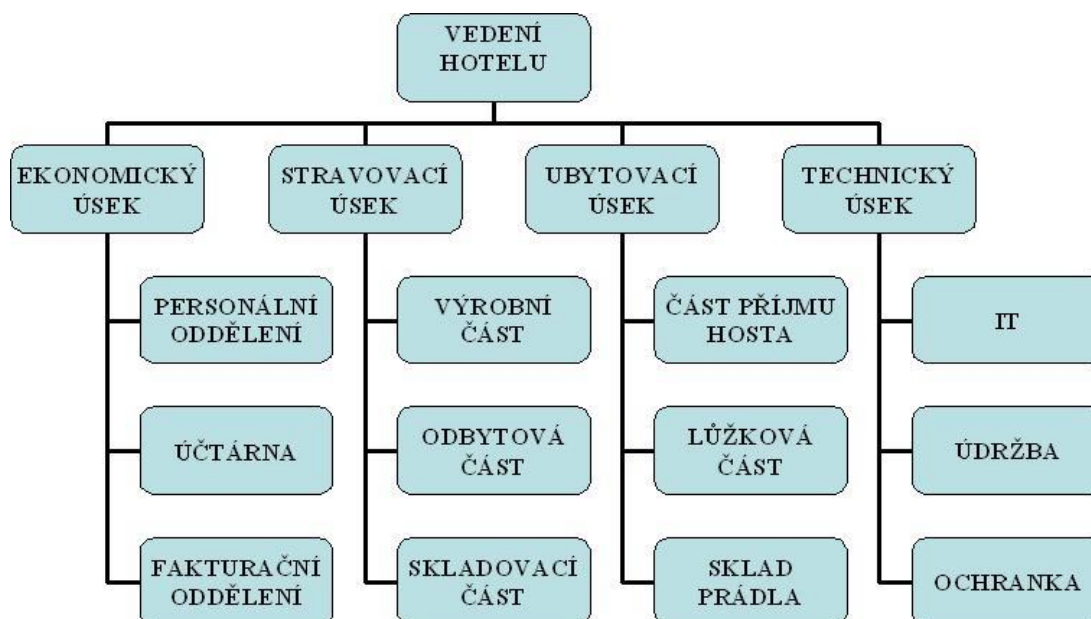 VEDENÍ
HOTELU
EKONOMICKÝ
ÚSEK
STRAVOVACÍ
ÚSEK
UBYTOVACÍ
ÚSEK
TECHNICKÝ
ÚSEK
PERSONÁLNÍ
ODDĚLENÍ
VÝROBNÍ
ČÁST
ČÁST PŘÍJMU
HOSTA
IT
ÚČTÁRNA
ODBYTOVÁ
ČÁST
LŮŽKOVÁ
ČÁST
ÚDRŽBA
FAKTURAČNÍ
ODDĚLENÍ
SKLADOVACÍ
ČÁST
SKLAD
PRÁDLA
OCHRANKA